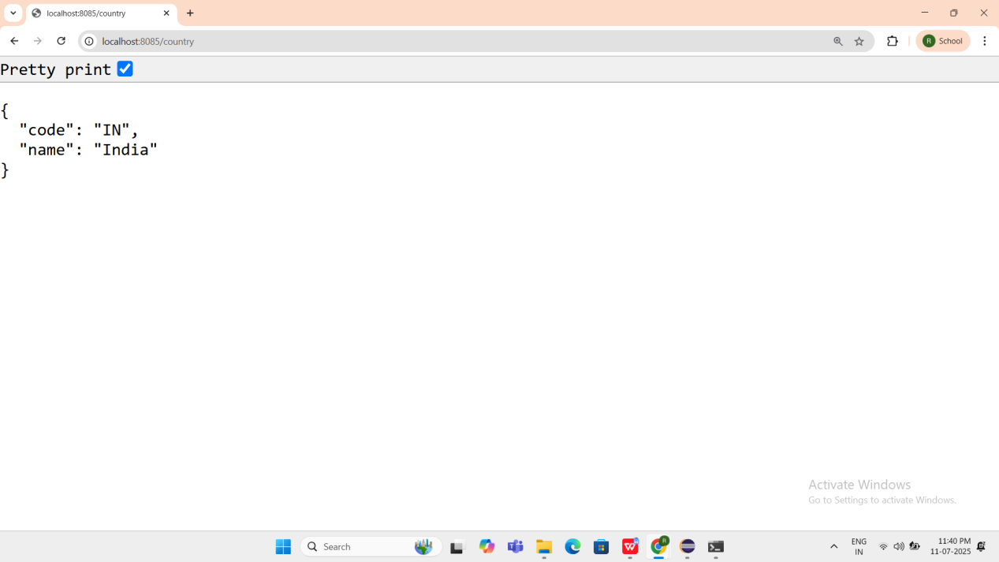 localhost:8085/country
localhost:8085/country
R School
Pretty print
{
"code": "IN",
"name": "India"
}
Activate Windows
Go to Settings to activate Windows.
Search
W
R
ENG
IN
11:40 PM
11-07-2025